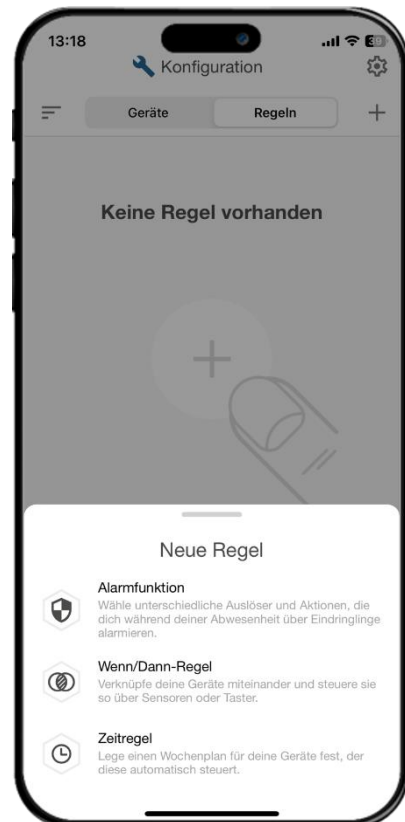 13:18
Konfiguration
Geräte Regeln
Keine Regel vorhanden
Neue Regel
Alarmfunktion
Wähle unterschiedliche Auslöser und Aktionen, die
dich während deiner Abwesenheit über Eindringlinge
alarmieren.
Wenn/Dann-Regel
Verknüpfe deine Geräte miteinander und steuere sie
so über Sensoren oder Taster.
Zeitregel
Lege einen Wochenplan für deine Geräte fest, der
diese automatisch steuert.